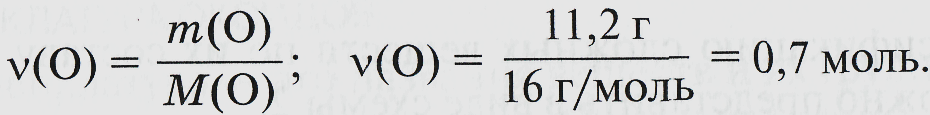 ν(O) = m(O)/M(O); ν(O) = 11,2 г/16 г/моль = 0,7 моль.